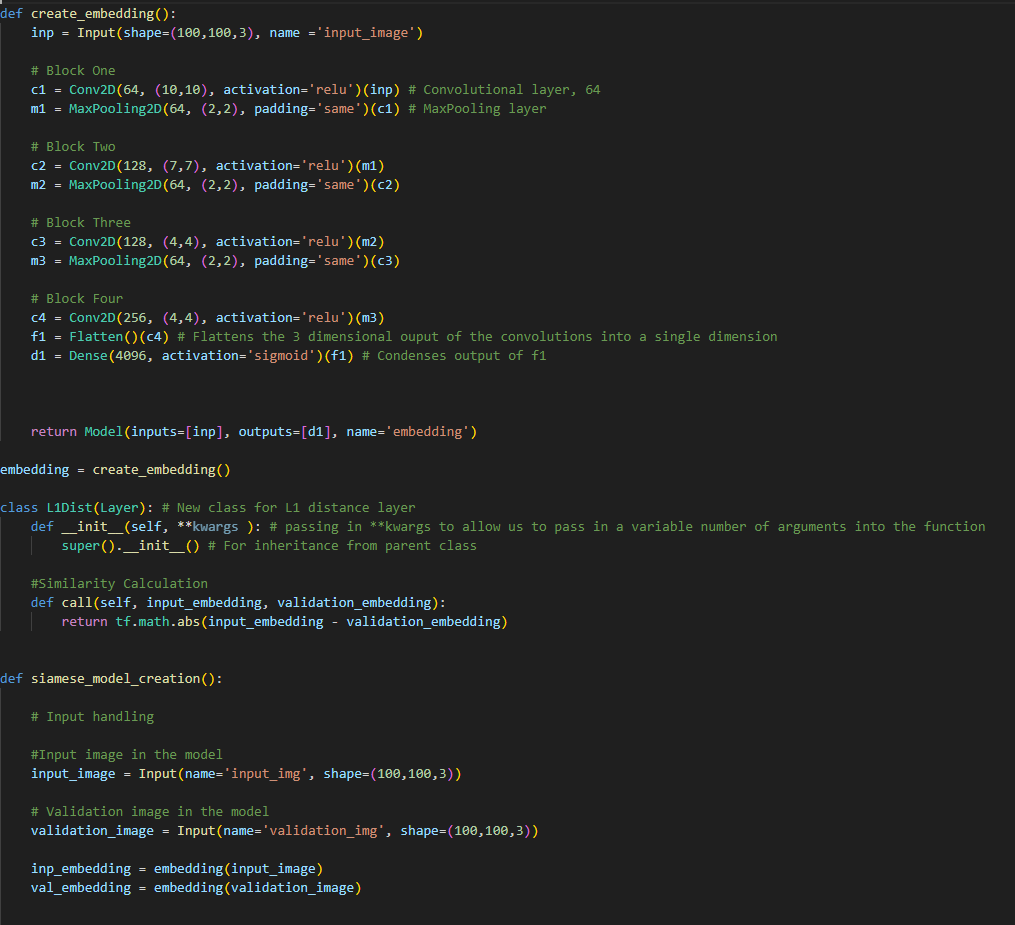 def create_embedding():
    inp = Input(shape=(100,100,3), name ='input_image')

    # Block One
    c1 = Conv2D(64, (10,10), activation='relu')(inp) # Convolutional layer, 64
    m1 = MaxPooling2D(64, (2,2), padding='same')(c1) # MaxPooling layer

    # Block Two
    c2 = Conv2D(128, (7,7), activation='relu')(m1)
    m2 = MaxPooling2D(64, (2,2), padding='same')(c2)

    # Block Three
    c3 = Conv2D(128, (4,4), activation='relu')(m2)
    m3 = MaxPooling2D(64, (2,2), padding='same')(c3)

    # Block Four
    c4 = Conv2D(256, (4,4), activation='relu')(m3)
    f1 = Flatten()(c4) # Flattens the 3 dimensional ouput of the convolutions into a single dimension
    d1 = Dense(4096, activation='sigmoid')(f1) # Condenses output of f1

    return Model(inputs=[inp], outputs=[d1], name='embedding')

embedding = create_embedding()

class L1Dist(Layer): # New class for L1 distance layer
    def __init__(self, **kwargs ): # passing in **kwargs to allow us to pass in a variable number of arguments into the function
        super().__init__() # For inheritance from parent class

    #Similarity Calculation
    def call(self, input_embedding, validation_embedding):
        return tf.math.abs(input_embedding - validation_embedding)

def siamese_model_creation():

    # Input handling

    #Input image in the model
    input_image = Input(name='input_img', shape=(100,100,3))

    # Validation image in the model
    validation_image = Input(name='validation_img', shape=(100,100,3))

    inp_embedding = embedding(input_image)
    val_embedding = embedding(validation_image)